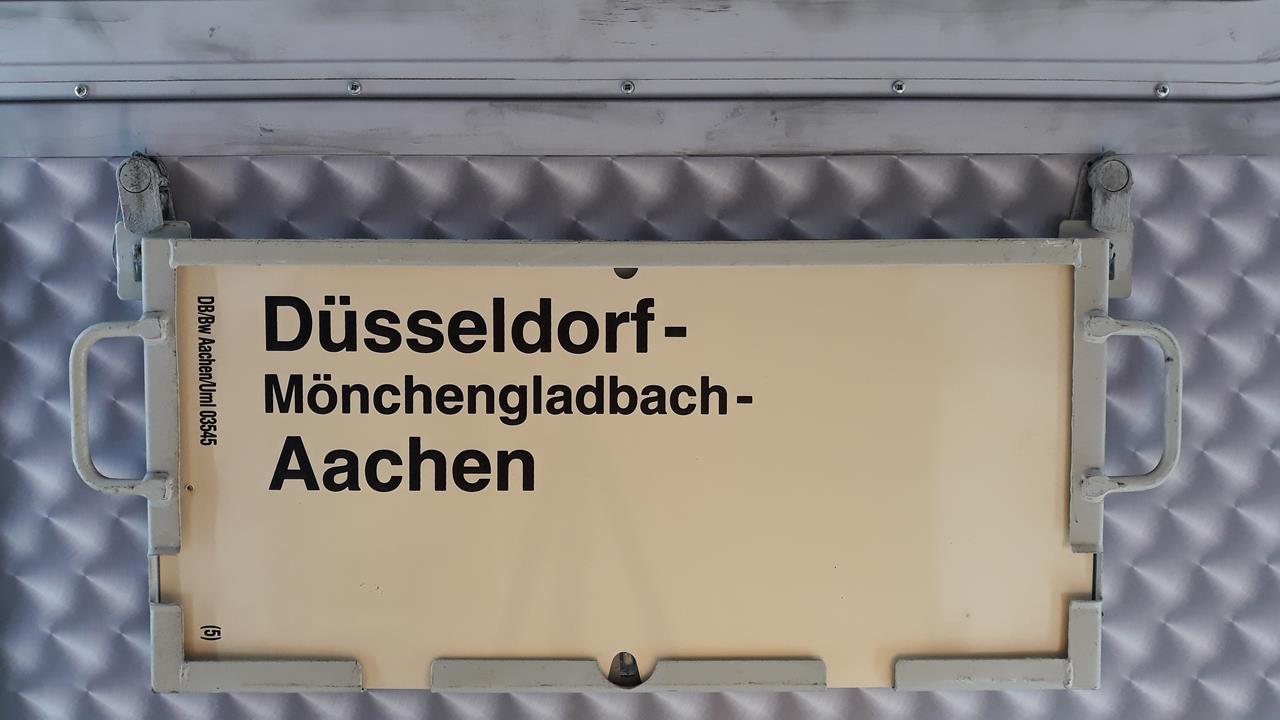 Düsseldorf-
Mönchengladbach-
Aachen
DB/Bw Aachen/Uml 03545
(5)